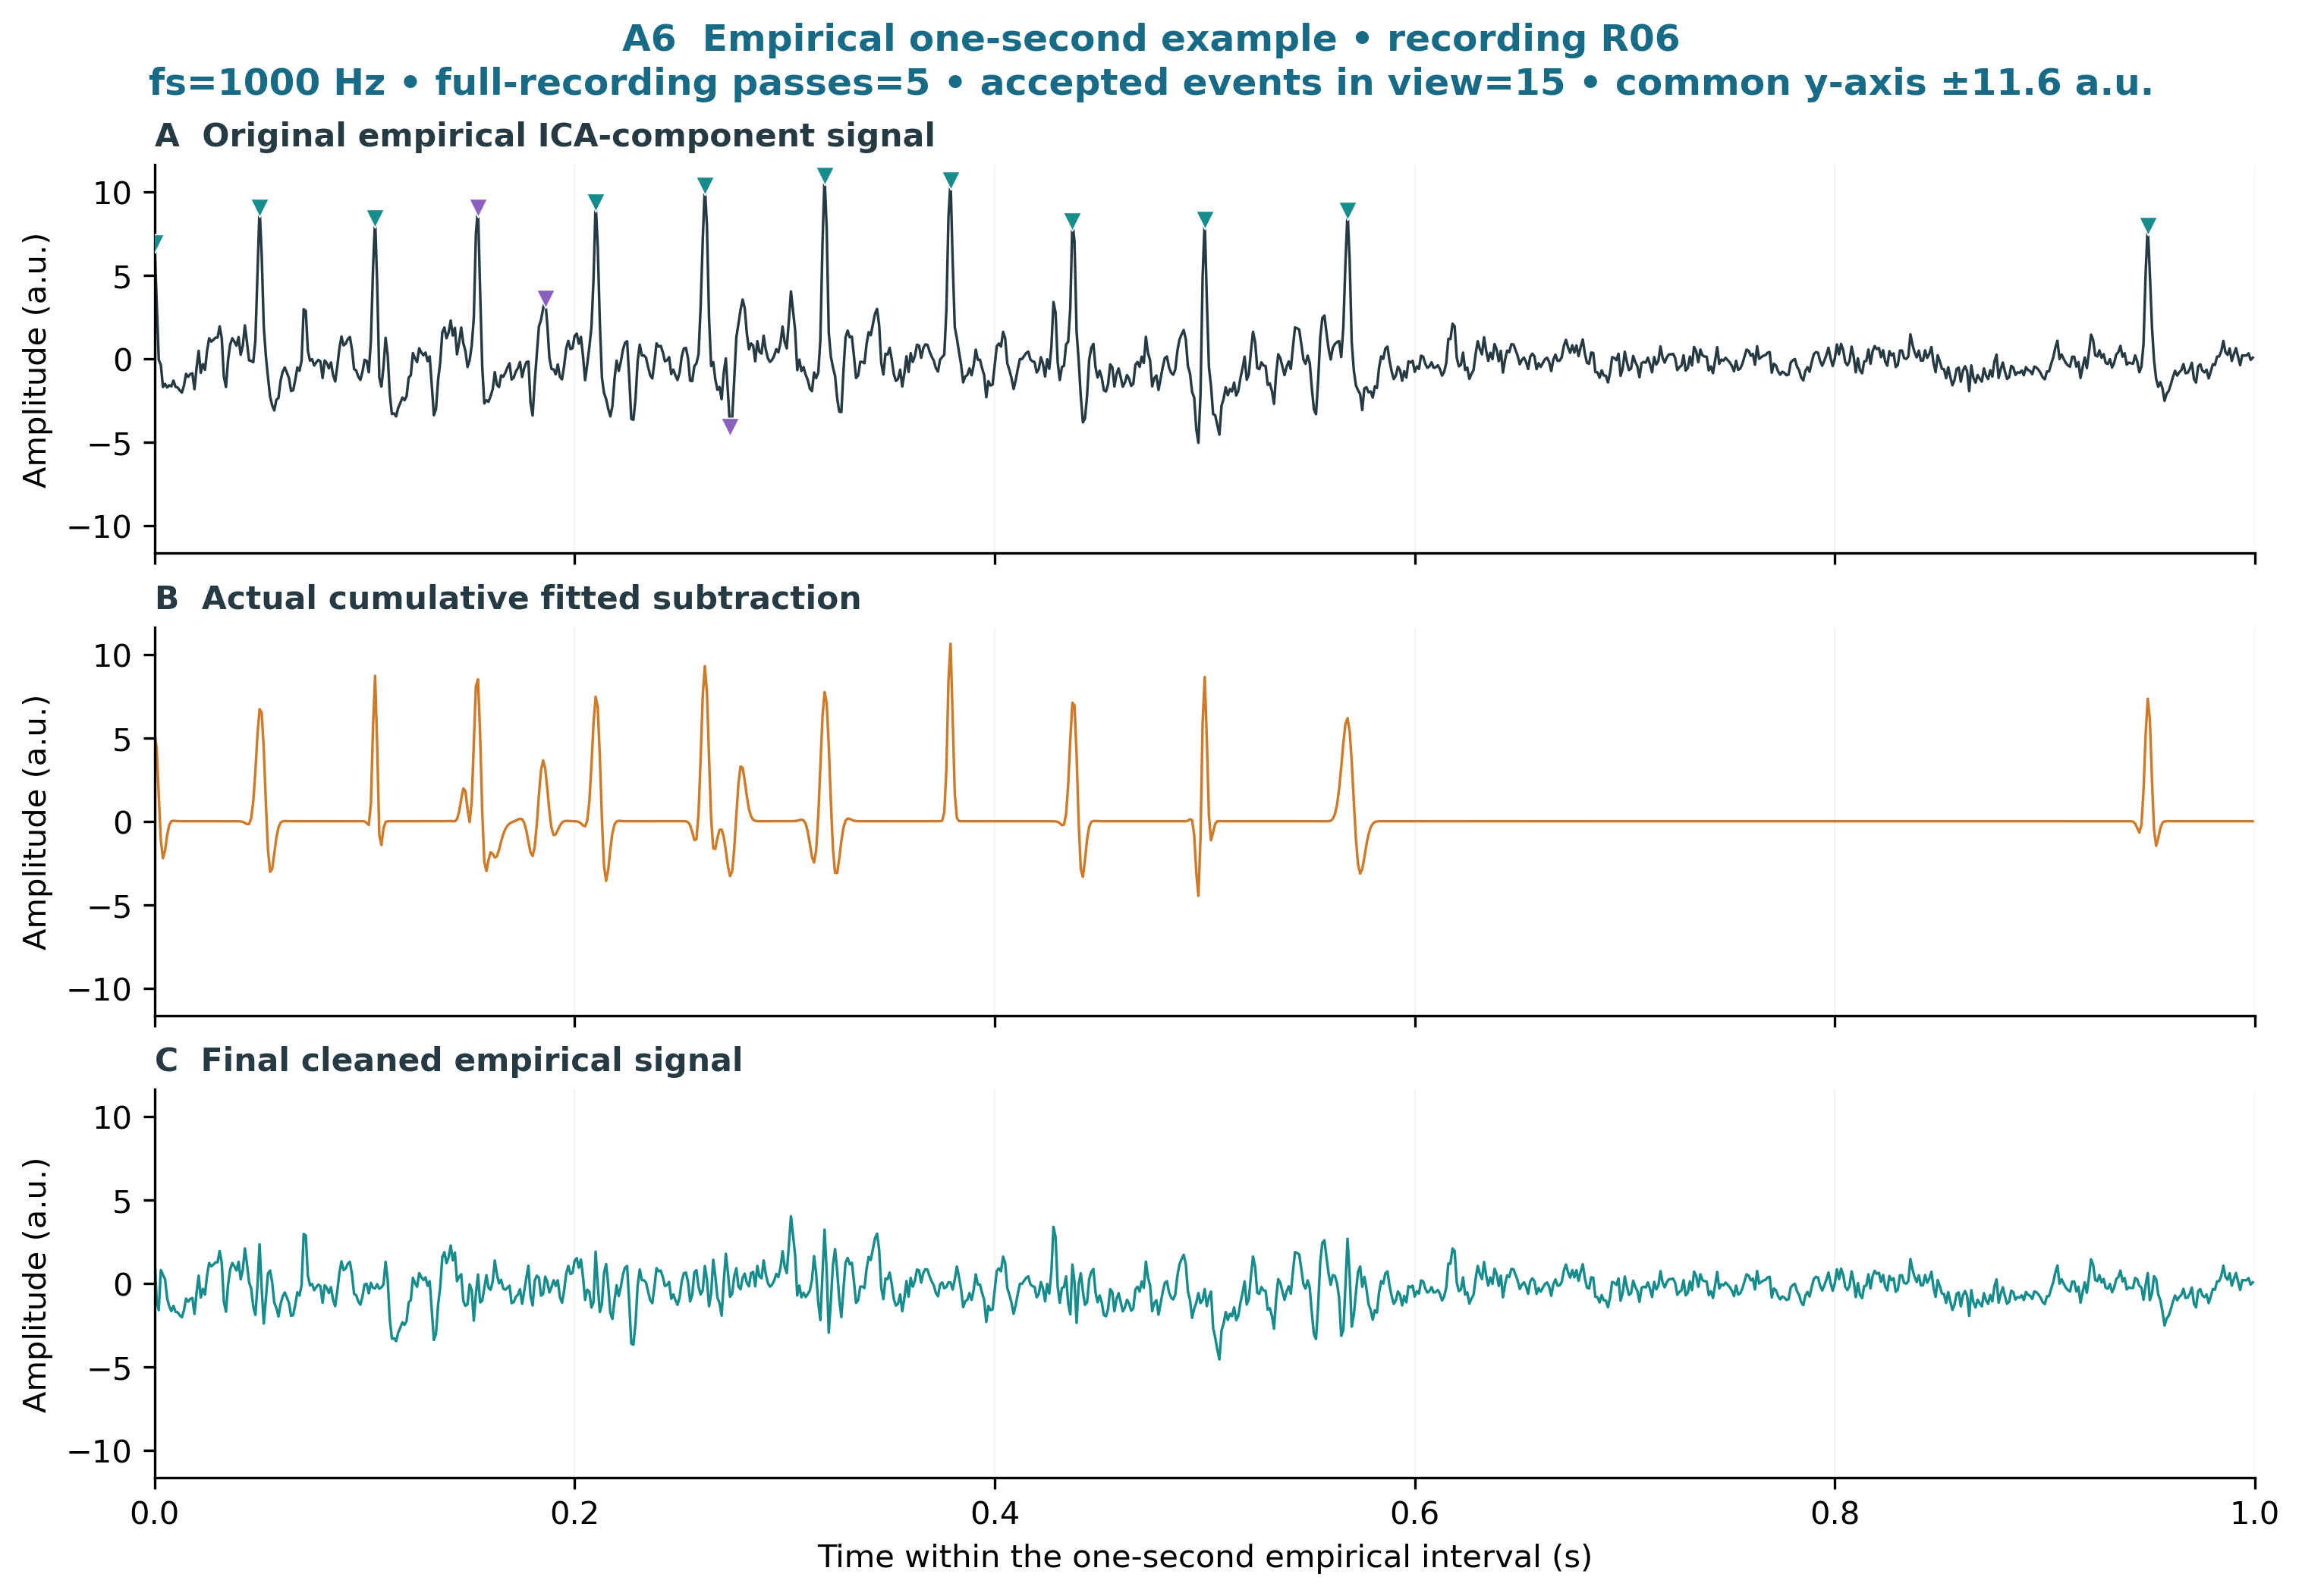 A6  Empirical one-second example • recording R06
fs=1000 Hz • full-recording passes=5 • accepted events in view=15 • common y-axis ±11.6 a.u.
A  Original empirical ICA-component signal
Amplitude (a.u.)
10
5
0
−5
−10
B  Actual cumulative fitted subtraction
Amplitude (a.u.)
10
5
0
−5
−10
C  Final cleaned empirical signal
Amplitude (a.u.)
10
5
0
−5
−10
0.0 0.2 0.4 0.6 0.8 1.0
Time within the one-second empirical interval (s)